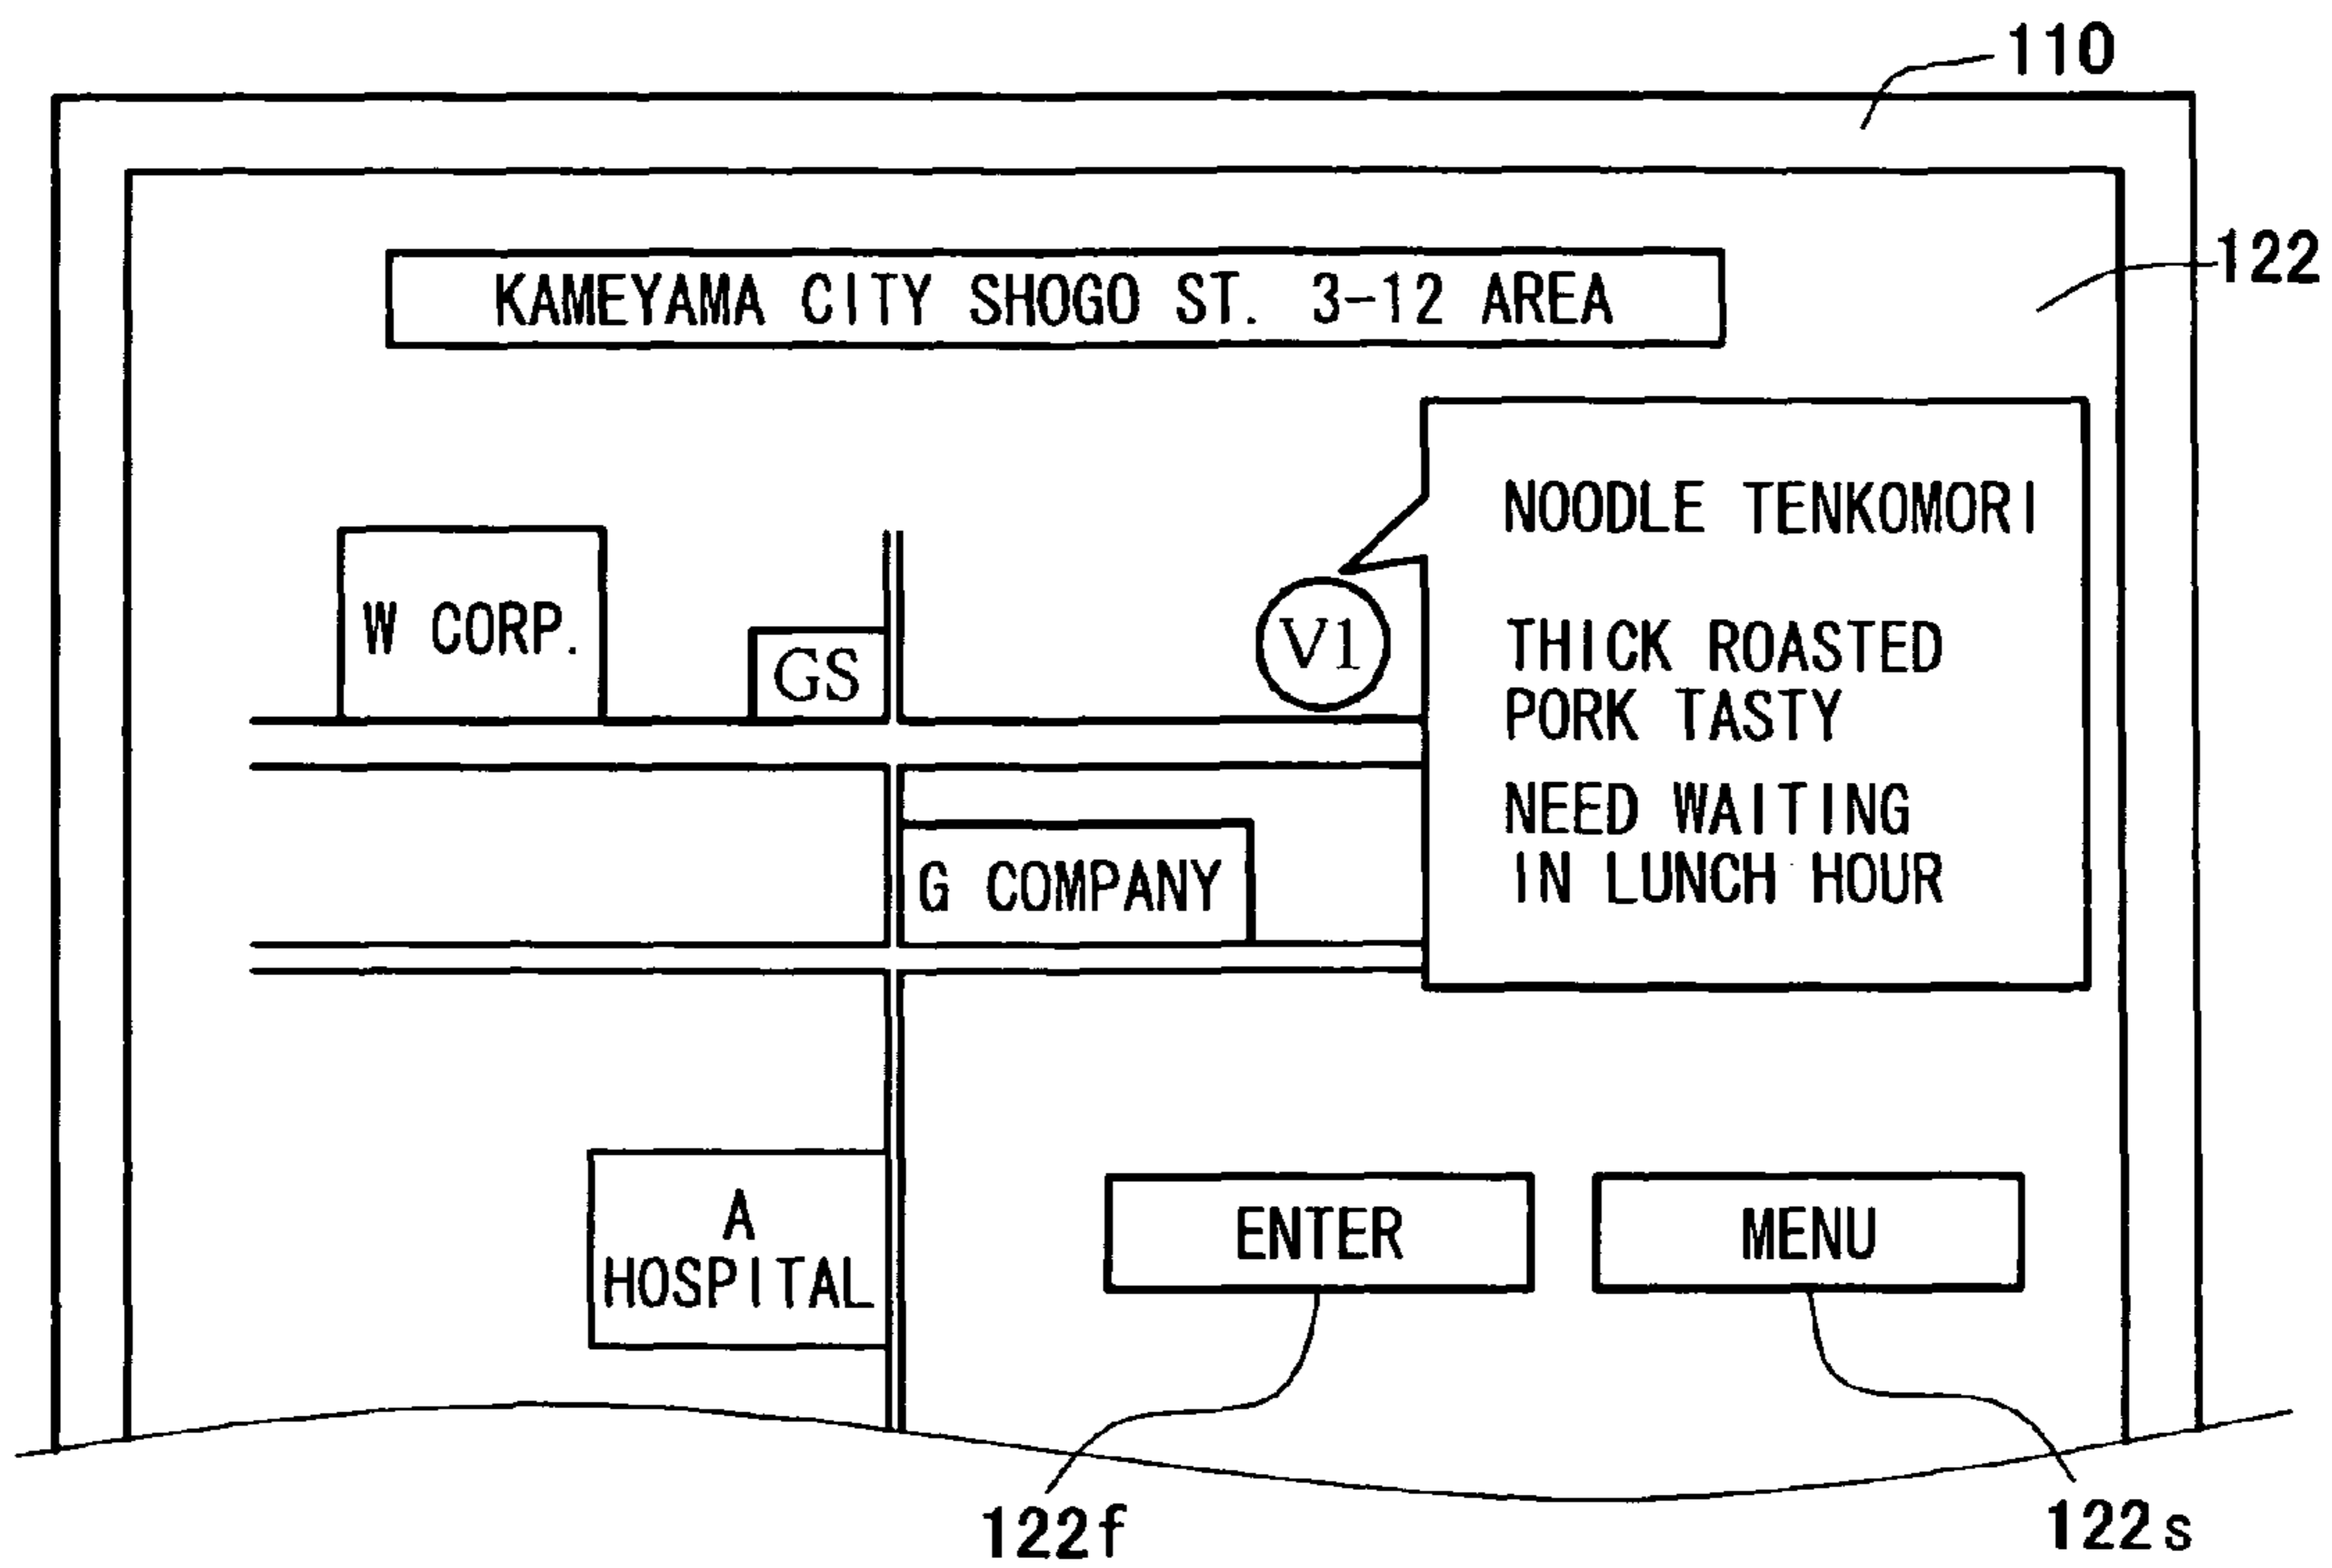 110
122
KAMEYAMA CITY SHOGO ST. 3-12 AREA
NOODLE TENKOMORI
THICK ROASTED
PORK TASTY
NEED WAITING
IN LUNCH HOUR
W CORP.
GS
V1
G COMPANY
A
HOSPITAL
ENTER
MENU
122f
122s